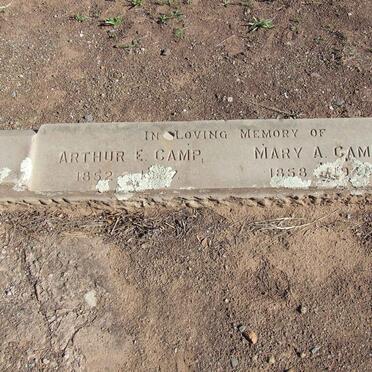 In Loving Memory of
ARTHUR E. CAMP, MARY A. CAM
1852 1858